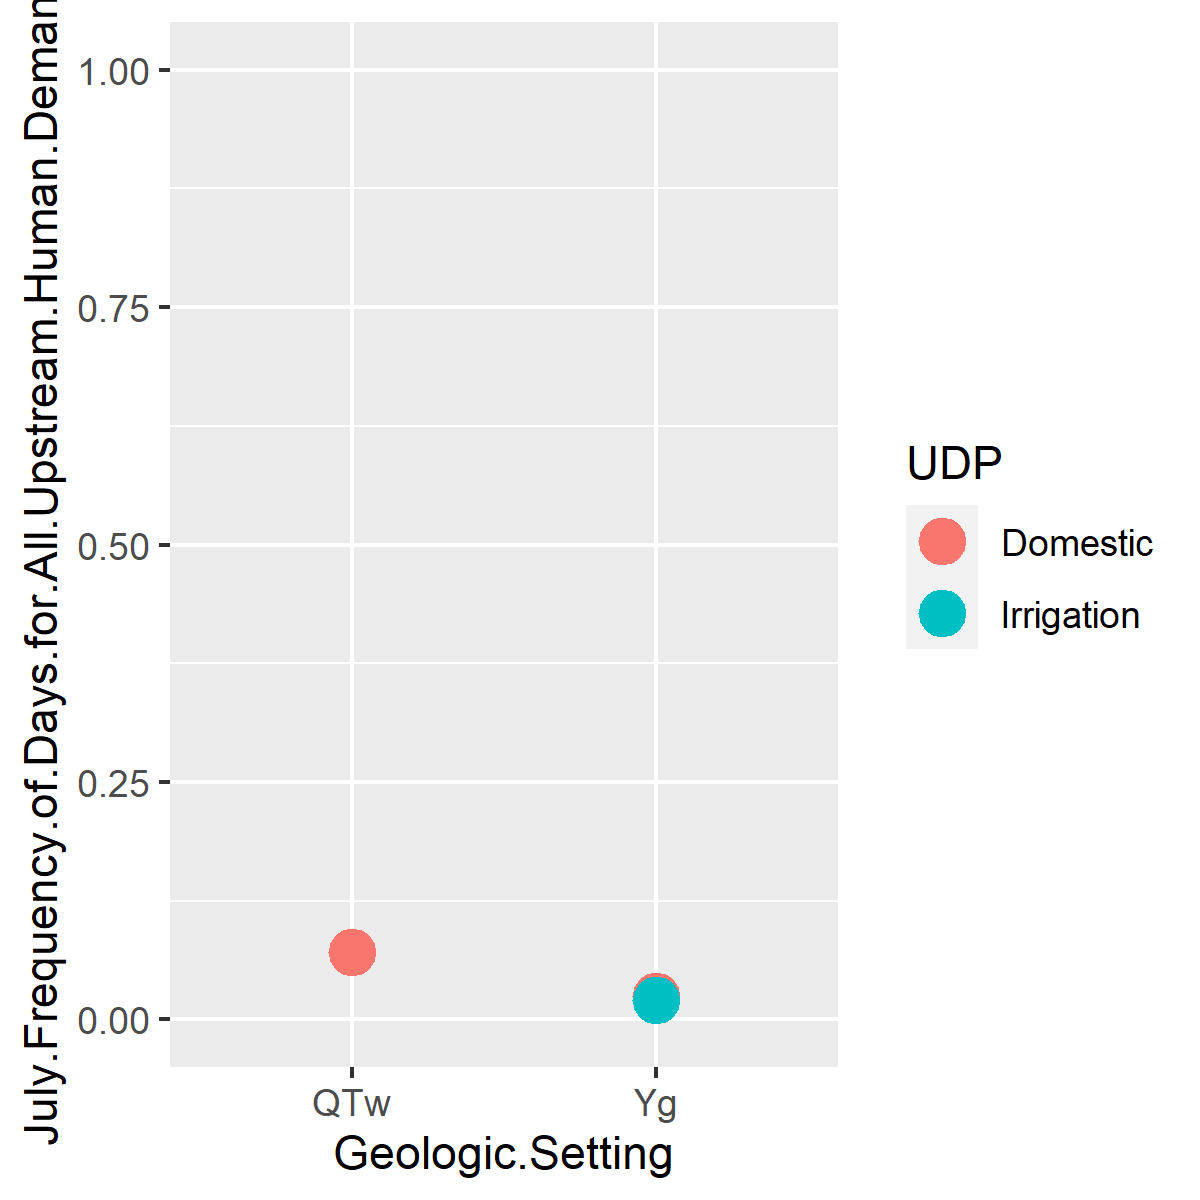 July.Frequency.of.Days.for.All.Upstream.Human.Deman
1.00
0.75
0.50
0.25
0.00
QTw
Yg
Geologic.Setting
UDP
Domestic
Irrigation